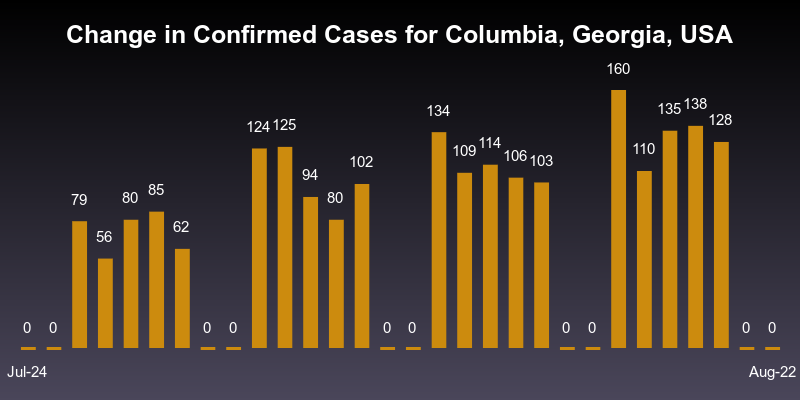 Change in Confirmed Cases for Columbia, Georgia, USA
0 0 79 56 80 85 62 0 0 124 125 94 80 102 0 0 134 109 114 106 103 0 0 160 110 135 138 128 0 0
Jul-24 Aug-22